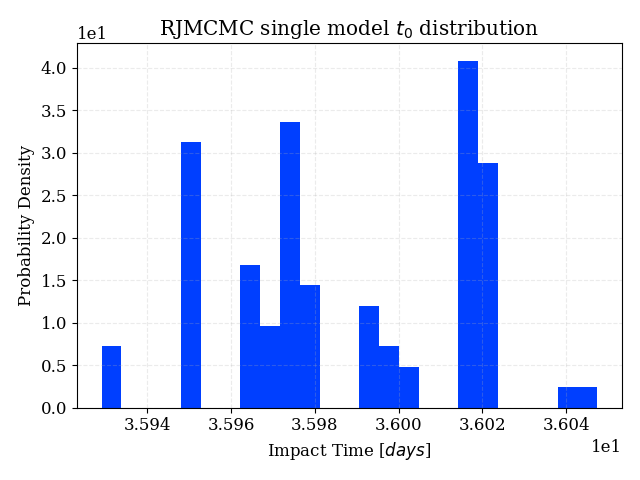 RJMCMC single model t₀ distribution
1e1
4.0
3.5
3.0
2.5
2.0
1.5
1.0
0.5
0.0
Probability Density
3.594 3.596 3.598 3.600 3.602 3.604
1e1
Impact Time [days]